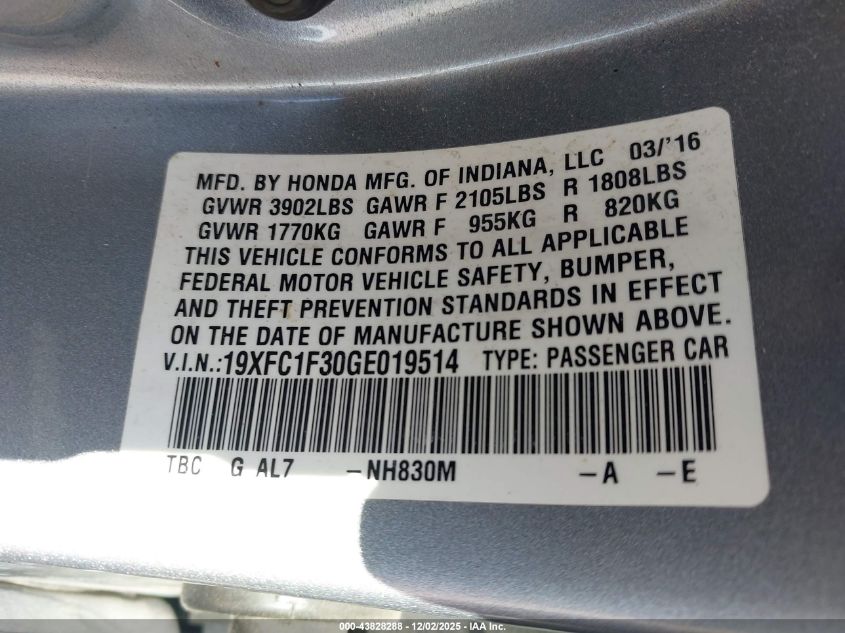 MFD. BY HONDA MFG. OF INDIANA, LLC 03/'16
GVWR 3902LBS GAWR F 2105LBS R 1808LBS
GVWR 1770KG GAWR F 955KG R 820KG
THIS VEHICLE CONFORMS TO ALL APPLICABLE
FEDERAL MOTOR VEHICLE SAFETY, BUMPER,
AND THEFT PREVENTION STANDARDS IN EFFECT
ON THE DATE OF MANUFACTURE SHOWN ABOVE.
V.I.N.:19XFC1F30GE019514 TYPE: PASSENGER CAR
TBC G AL7 -NH830M -A -E
000-43828288 - 12/02/2025 - IAA Inc.